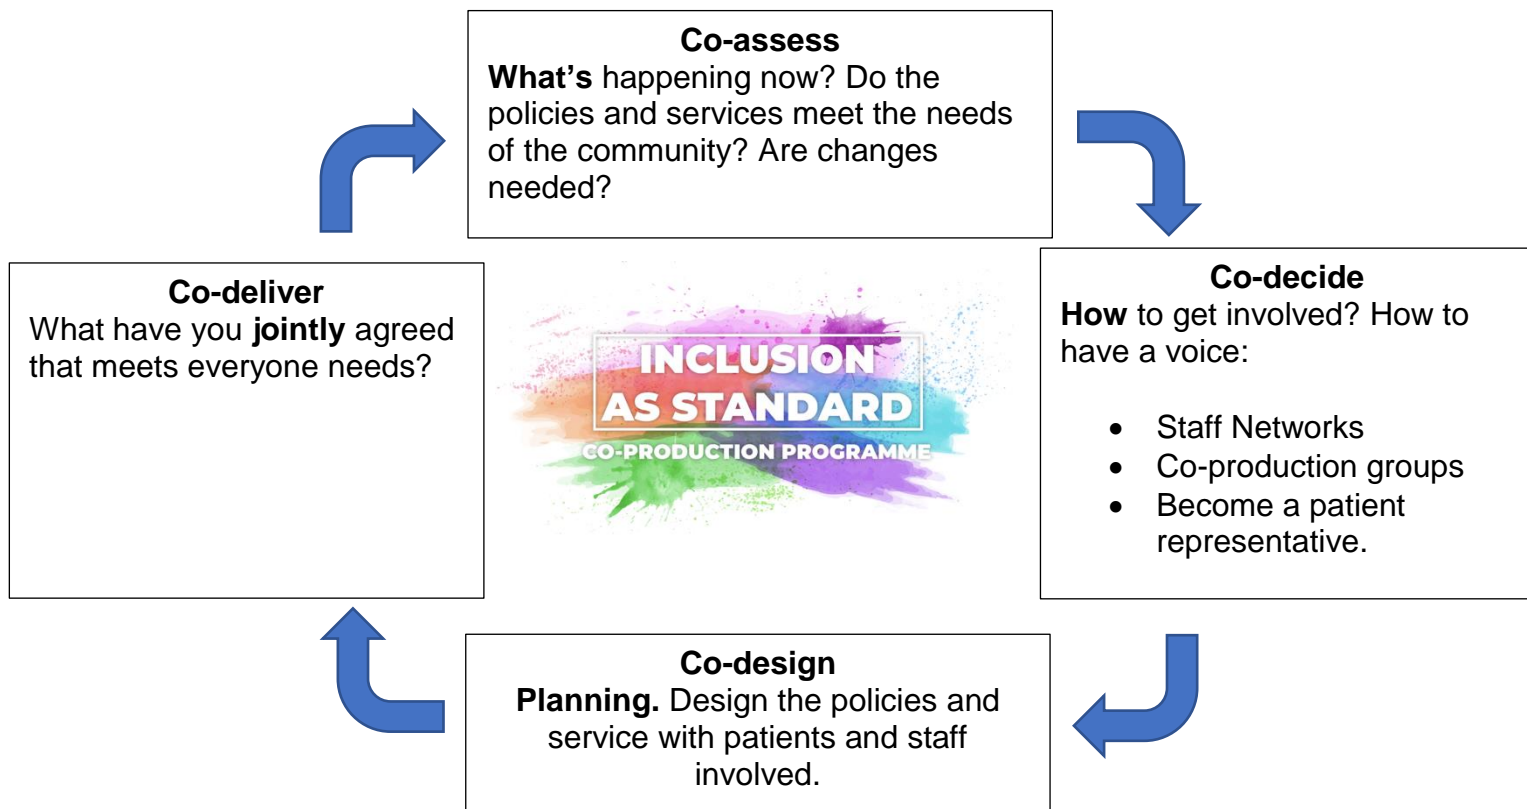 Co-assess
What's happening now? Do the
policies and services meet the needs
of the community? Are changes
needed?
Co-decide
How to get involved? How to
have a voice:
• Staff Networks
• Co-production groups
• Become a patient
representative.
Co-design
Planning. Design the policies and
service with patients and staff
involved.
Co-deliver
What have you jointly agreed
that meets everyone needs?
INCLUSION
AS STANDARD
CO-PRODUCTION PROGRAMME